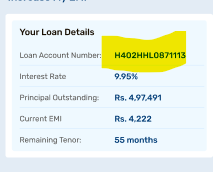 Your Loan Details
Loan Account Number: H402HHL0871113
Interest Rate 9.95%
Principal Outstanding: Rs. 4,97,491
Current EMI Rs. 4,222
Remaining Tenor: 55 months